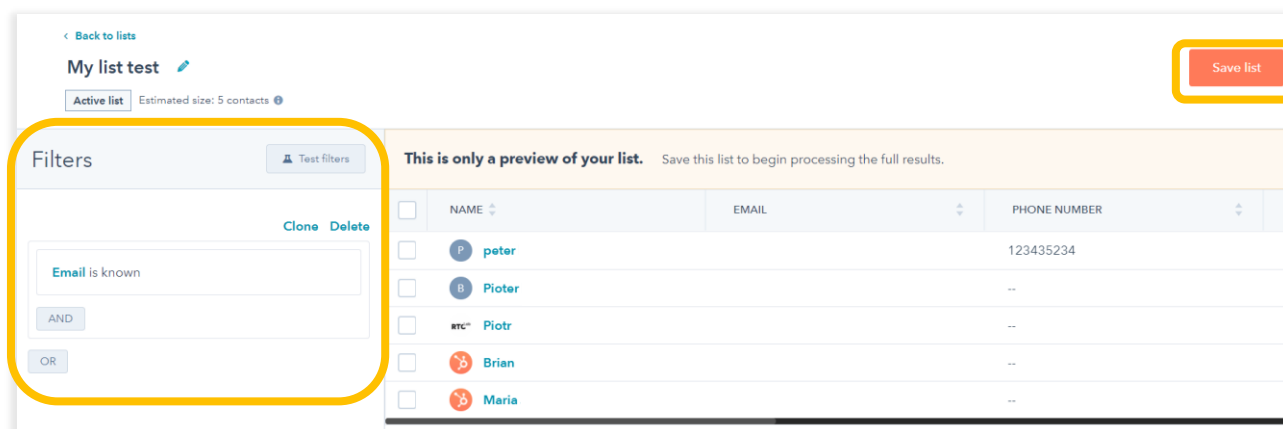 Back to lists
My list test
Save list
Active list Estimated size: 5 contacts
Filters Test filters This is only a preview of your list. Save this list to begin processing the full results.
NAME EMAIL PHONE NUMBER
Clone Delete
P peter 123435234
Email is known
B Pioter --
AND
RTC Piotr --
OR
Brian --
Maria --